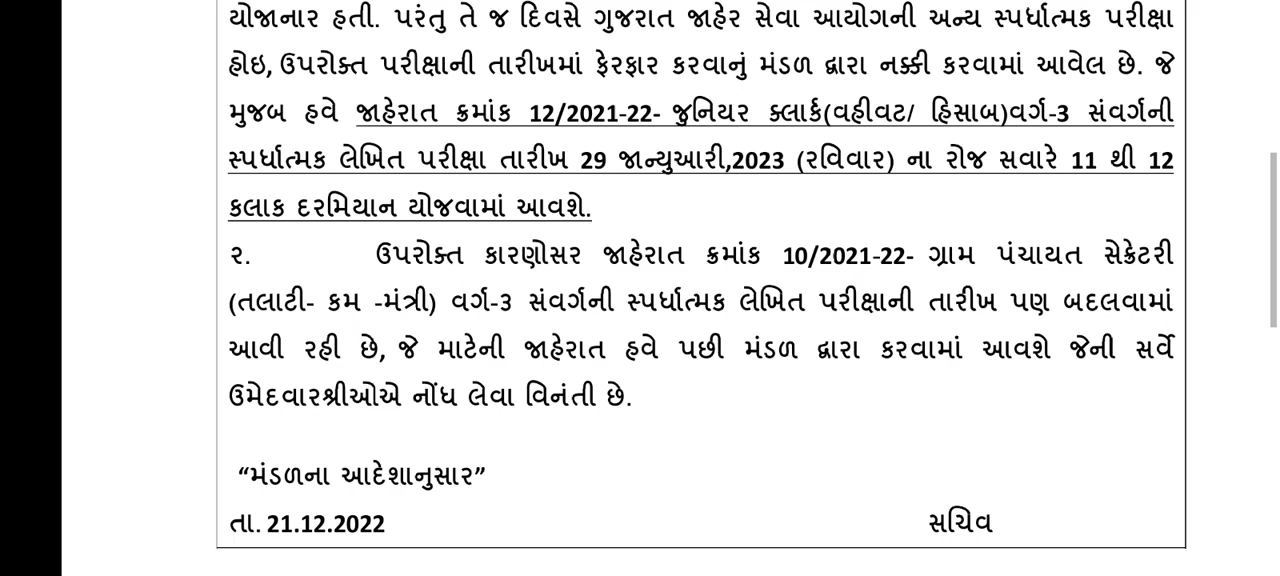 યોજાનાર હતી. પરંતુ તે જ દિવસે ગુજરાત જાહેર સેવા આયોગની અન્ય સ્પર્ધાત્મક પરીક્ષા
હોઇ, ઉપરોક્ત પરીક્ષાની તારીખમાં ફેરફાર કરવાનું મંડળ દ્વારા નક્કી કરવામાં આવેલ છે. જે
મુજબ હવે જાહેરાત ક્રમાંક 12/2021-22- જુનિયર ક્લાર્ક(વહીવટ/ હિસાબ)વર્ગ-૩ સંવર્ગની
સ્પર્ધાત્મક લેખિત પરીક્ષા તારીખ 29 જાન્યુઆરી,2023 (રવિવાર) ના રોજ સવારે 11 થી 12
કલાક દરમિયાન યોજવામાં આવશે.
૨. ઉપરોક્ત કારણોસર જાહેરાત ક્રમાંક 10/2021-22- ગ્રામ પંચાયત સેક્રેટરી
(તલાટી- કમ -મંત્રી) વર્ગ-૩ સંવર્ગની સ્પર્ધાત્મક લેખિત પરીક્ષાની તારીખ પણ બદલવામાં
આવી રહી છે, જે માટેની જાહેરાત હવે પછી મંડળ દ્વારા કરવામાં આવશે જેની સર્વે
ઉમેદવારશ્રીઓએ નોંધ લેવા વિનંતી છે.
“મંડળના આદેશાનુસાર”
તા. 21.12.2022 સચિવ